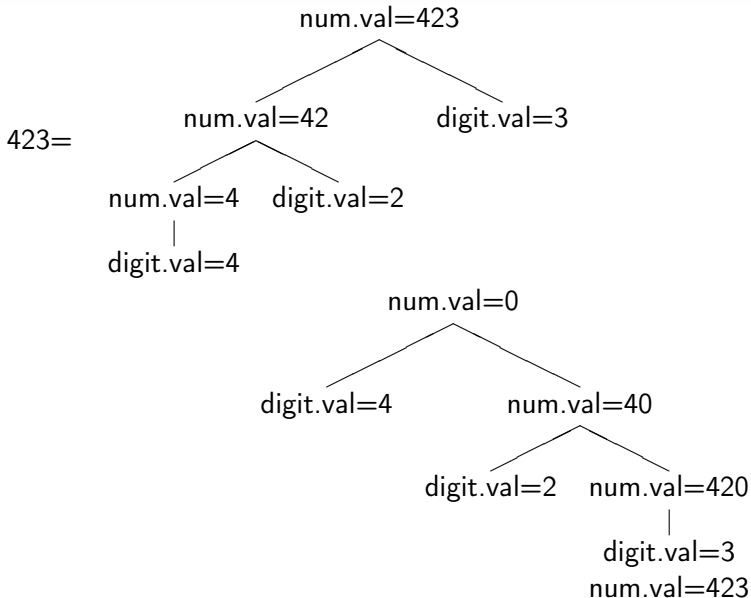 num.val=423
num.val=42 digit.val=3
423=
num.val=4 digit.val=2
digit.val=4
num.val=0
digit.val=4 num.val=40
digit.val=2 num.val=420
digit.val=3
num.val=423